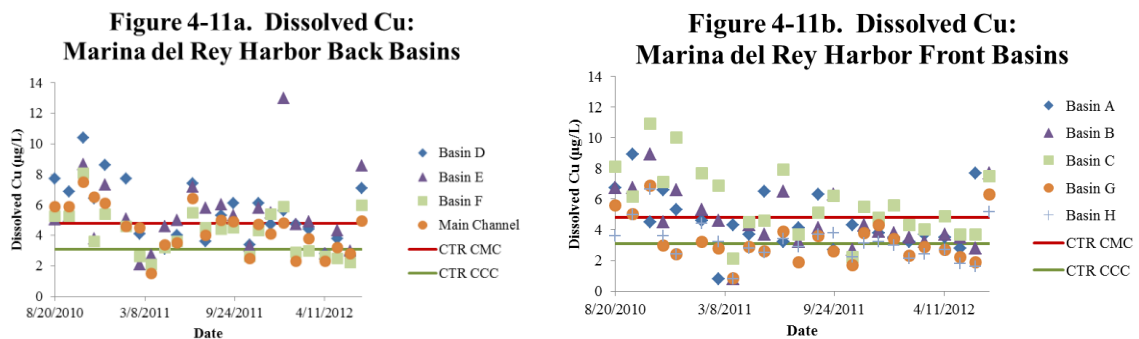 Figure 4-11a. Dissolved Cu:
Marina del Rey Harbor Back Basins
14
12
10
8
6
4
2
0
Dissolved Cu (µg/L)
8/20/2010
3/8/2011
9/24/2011
4/11/2012
Date
Basin D
Basin E
Basin F
Main Channel
CTR CMC
CTR CCC
Figure 4-11b. Dissolved Cu:
Marina del Rey Harbor Front Basins
14
12
10
8
6
4
2
0
Dissolved Cu (µg/L)
8/20/2010
3/8/2011
9/24/2011
4/11/2012
Date
Basin A
Basin B
Basin C
Basin G
Basin H
CTR CMC
CTR CCC